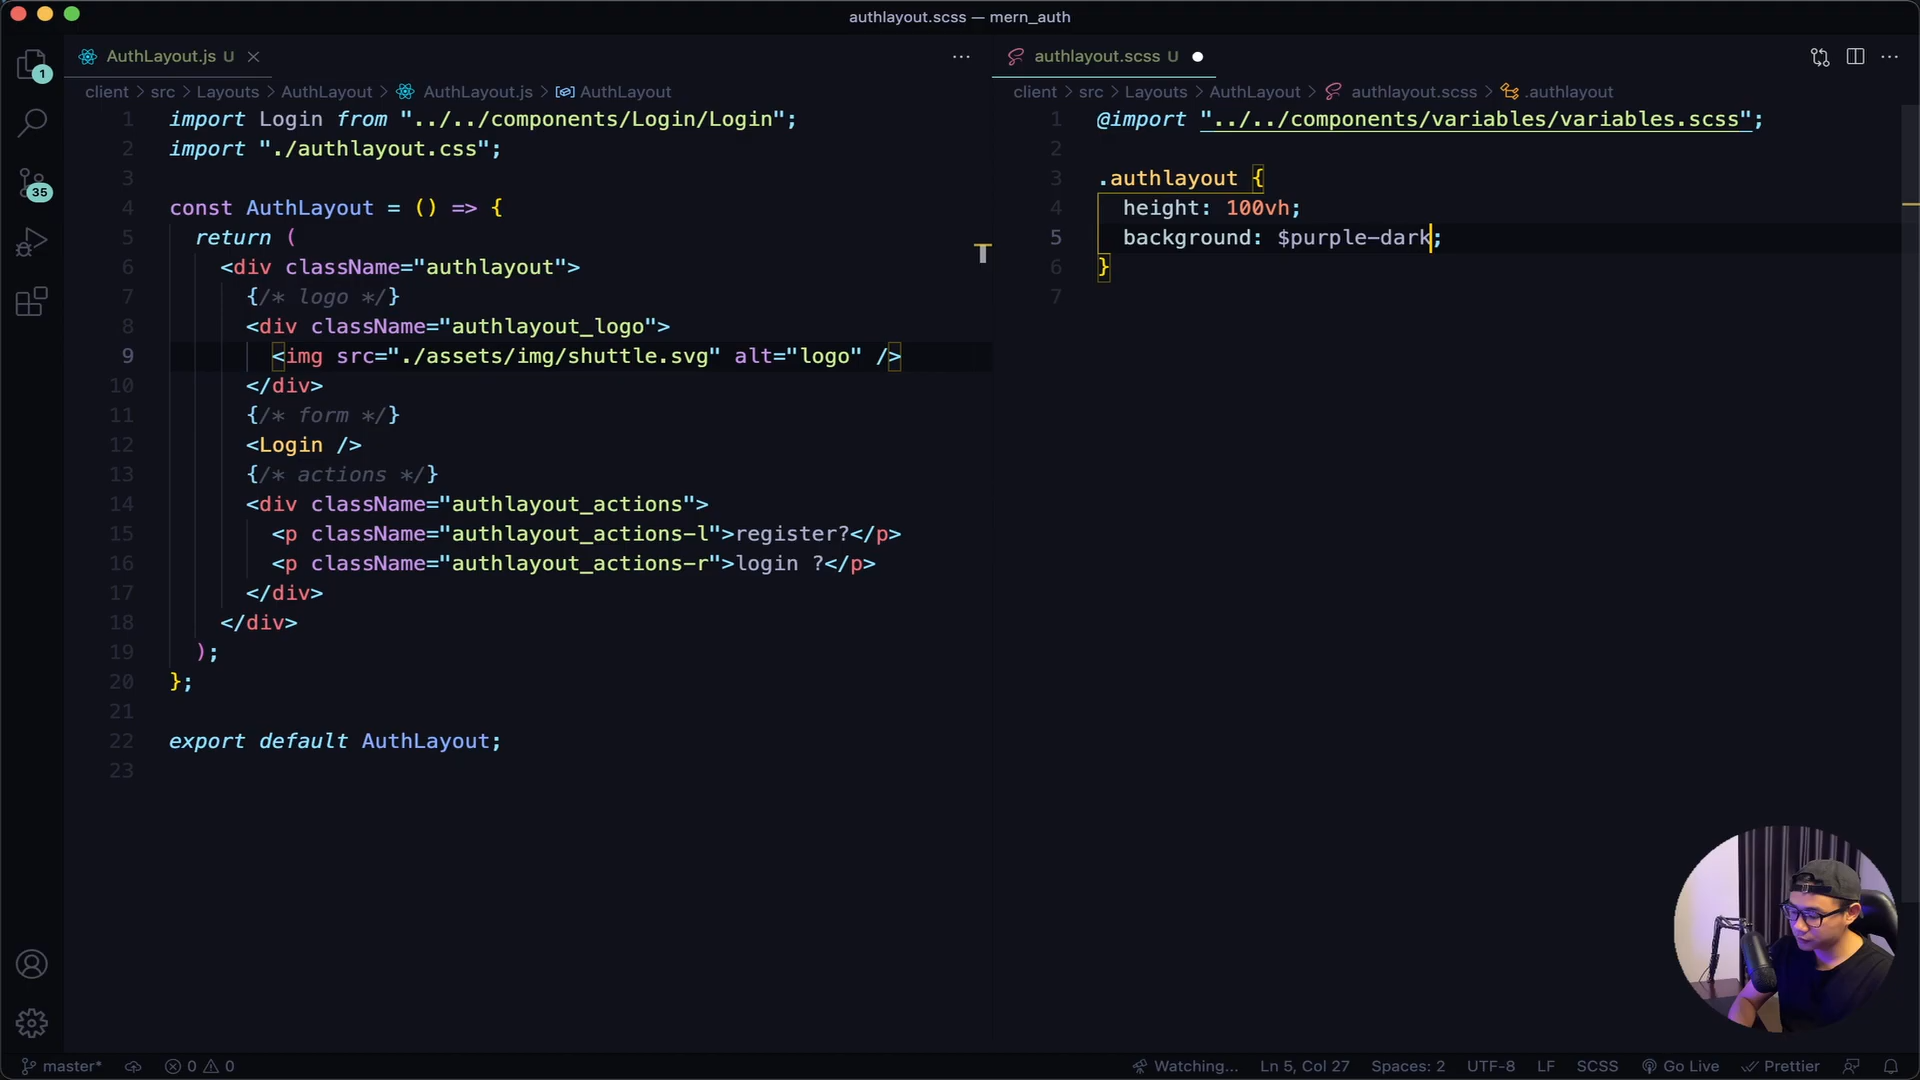 authlayout.scss — mern_auth
AuthLayout.js U
client > src > Layouts > AuthLayout > AuthLayout.js > AuthLayout
1 import Login from "../../components/Login/Login";
2 import "./authlayout.css";
3
4 const AuthLayout = () => {
5 return (
6 <div className="authlayout">
7 {/* logo */}
8 <div className="authlayout_logo">
9 <img src="./assets/img/shuttle.svg" alt="logo" />
10 </div>
11 {/* form */}
12 <Login />
13 {/* actions */}
14 <div className="authlayout_actions">
15 <p className="authlayout_actions-l">register?</p>
16 <p className="authlayout_actions-r">login ?</p>
17 </div>
18 </div>
19 );
20 };
21
22 export default AuthLayout;
23
authlayout.scss U
client > src > Layouts > AuthLayout > authlayout.scss > .authlayout
1 @import "../../components/variables/variables.scss";
2
3 .authlayout {
4 height: 100vh;
5 background: $purple-dark;
6 }
7
1
35
master* 0 0 Watching... Ln 5, Col 27 Spaces: 2 UTF-8 LF SCSS Go Live Prettier